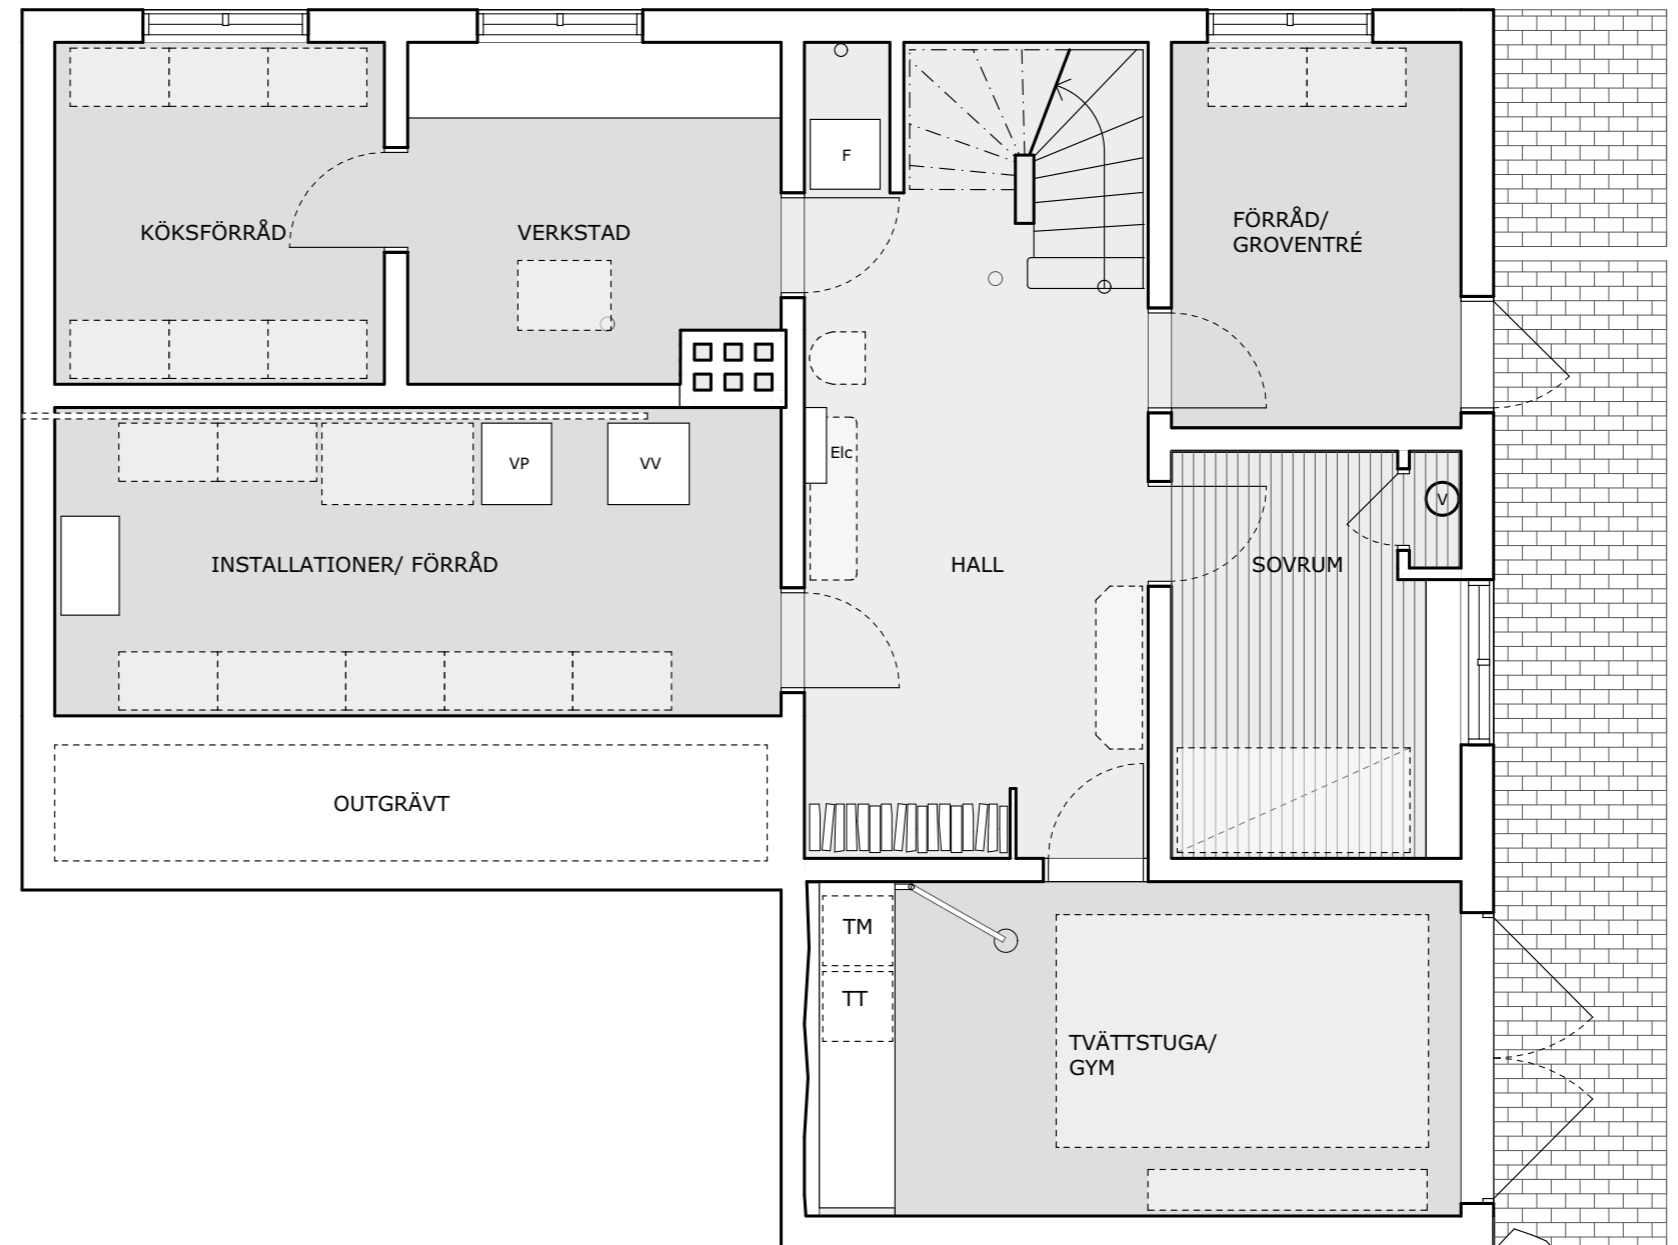 F
KÖKSFÖRRÅD
VERKSTAD
FÖRRÅD/
GROVENTRÉ
Elc
VP
VV
V
INSTALLATIONER/ FÖRRÅD
HALL
SOVRUM
OUTGRÄVT
TM
TT
TVÄTTSTUGA/
GYM